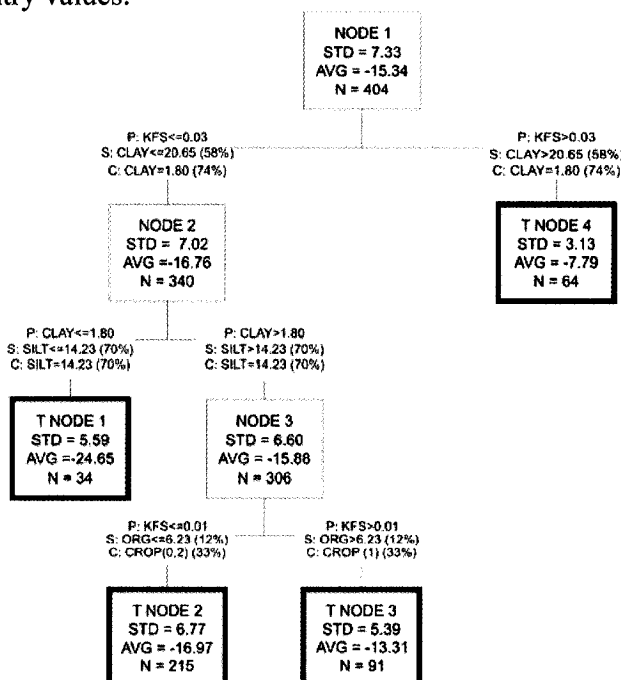 try values.
NODE 1
STD = 7.33
AVG = -15.34
N = 404
P: KFS<=0.03
S: CLAY<=20.65 (58%)
C: CLAY=1.80 (74%)
P: KFS>0.03
S: CLAY>20.65 (58%)
C: CLAY=1.80 (74%)
NODE 2
STD = 7.02
AVG =-16.76
N = 340
T NODE 4
STD = 3.13
AVG = -7.79
N = 64
P: CLAY<=1.80
S: SILT<=14.23 (70%)
C: SILT=14.23 (70%)
P: CLAY>1.80
S: SILT>14.23 (70%)
C: SILT=14.23 (70%)
T NODE 1
STD = 5.59
AVG =-24.65
N = 34
NODE 3
STD = 6.60
AVG =-15.88
N = 306
P: KFS<=0.01
S: ORG<=6.23 (12%)
C: CROP(0,2) (33%)
P: KFS>0.01
S: ORG>6.23 (12%)
C: CROP (1) (33%)
T NODE 2
STD = 6.77
AVG = -16.97
N = 215
T NODE 3
STD = 5.39
AVG = -13.31
N = 91